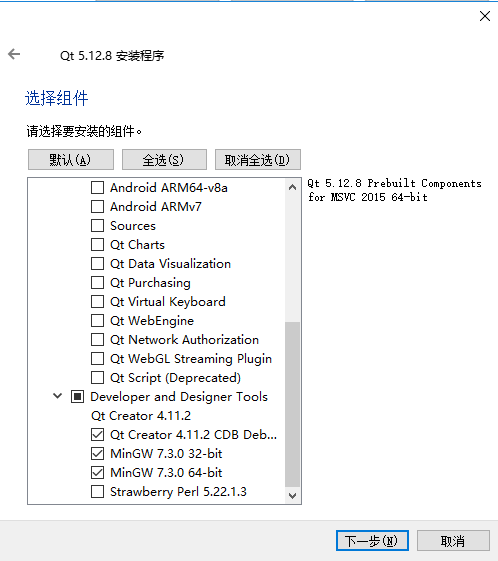 Qt 5.12.8 安装程序
选择组件
请选择要安装的组件。
默认(A)
全选(S)
取消全选(D)
Android ARM64-v8a
Android ARMv7
Sources
Qt Charts
Qt Data Visualization
Qt Purchasing
Qt Virtual Keyboard
Qt WebEngine
Qt Network Authorization
Qt WebGL Streaming Plugin
Qt Script (Deprecated)
Developer and Designer Tools
Qt Creator 4.11.2
Qt Creator 4.11.2 CDB Deb...
MinGW 7.3.0 32-bit
MinGW 7.3.0 64-bit
Strawberry Perl 5.22.1.3
Qt 5.12.8 Prebuilt Components
for MSVC 2015 64-bit
下一步(N)
取消